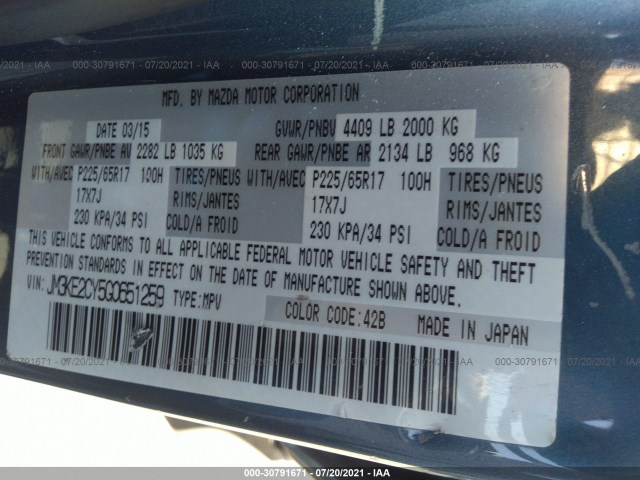 000-30791671 - 07/20/2021 - IAA
MFD. BY MAZDA MOTOR CORPORATION
DATE 03/15 GVWR/PNBV 4409 LB 2000 KG
FRONT GAWR/PNBE AV 2282 LB 1035 KG REAR GAWR/PNBE AR 2134 LB 968 KG
WITH/AVEC P225/65R17 100H TIRES/PNEUS WITH/AVEC P225/65R17 100H TIRES/PNEUS
17X7J RIMS/JANTES 17X7J RIMS/JANTES
230 KPA/34 PSI COLD/A FROID 230 KPA/34 PSI COLD/A FROID
THIS VEHICLE CONFORMS TO ALL APPLICABLE FEDERAL MOTOR VEHICLE SAFETY AND THEFT
PREVENTION STANDARDS IN EFFECT ON THE DATE OF MANUFACTURE SHOWN ABOVE.
VIN: JM3KE2CY5G0651259 TYPE:MPV
COLOR CODE:42B MADE IN JAPAN
000-30791671 - 07/20/2021 - IAA